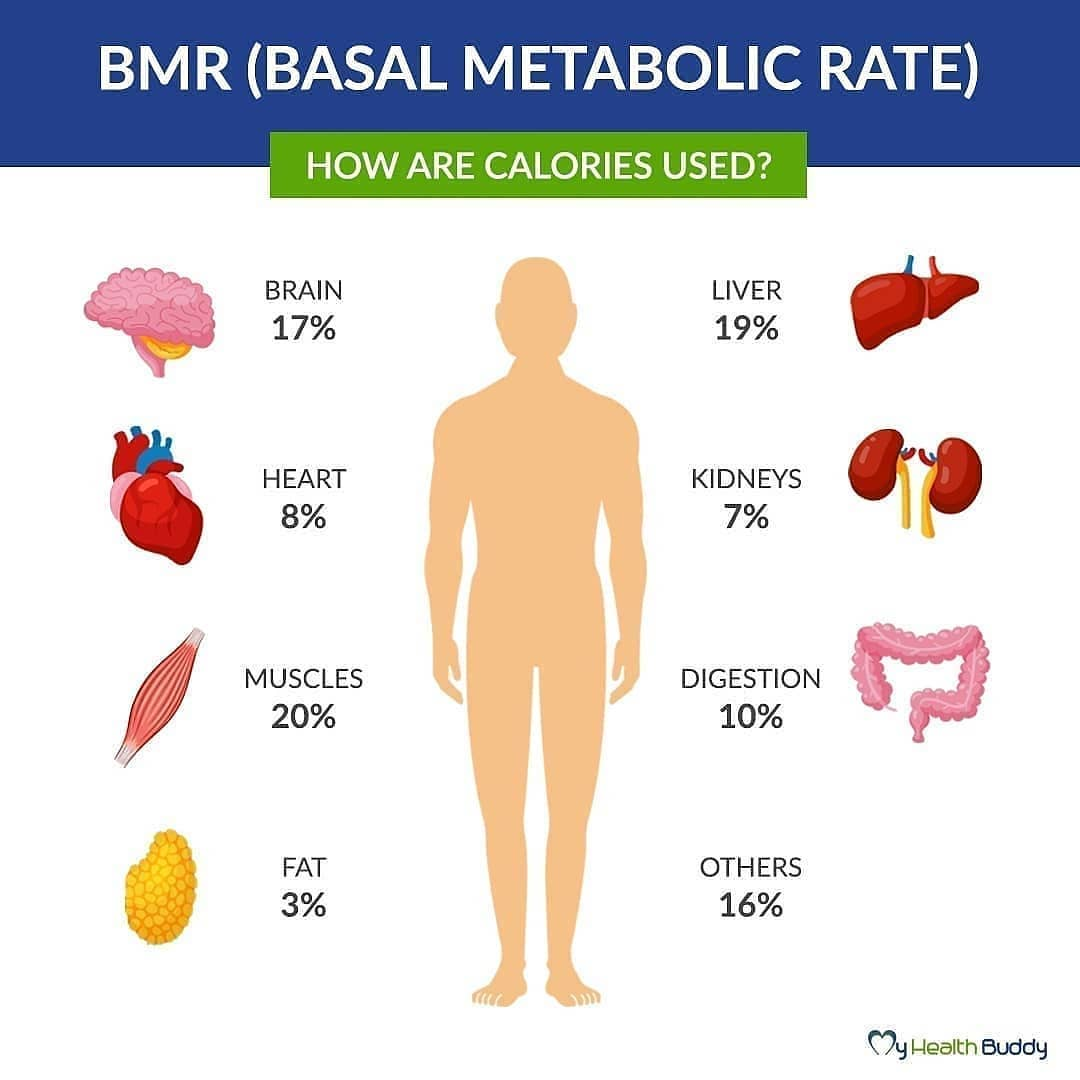 BMR (BASAL METABOLIC RATE)
HOW ARE CALORIES USED?
BRAIN
17%
LIVER
19%
HEART
8%
KIDNEYS
7%
MUSCLES
20%
DIGESTION
10%
FAT
3%
OTHERS
16%
My Health Buddy